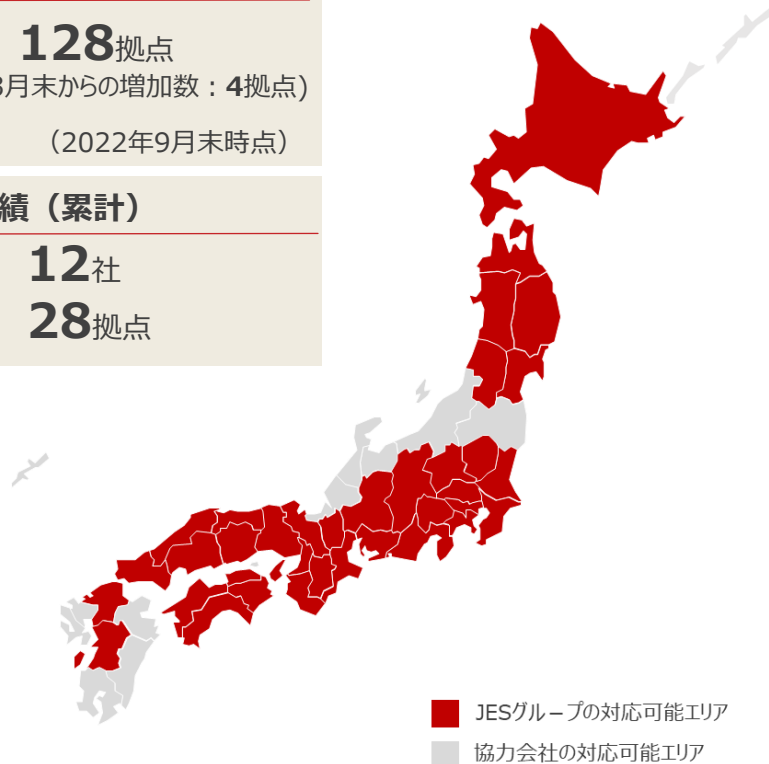 128拠点
3月末からの増加数：4拠点)
（2022年9月末時点）
績（累計）
12社
28拠点
JESグループの対応可能エリア
協力会社の対応可能エリア